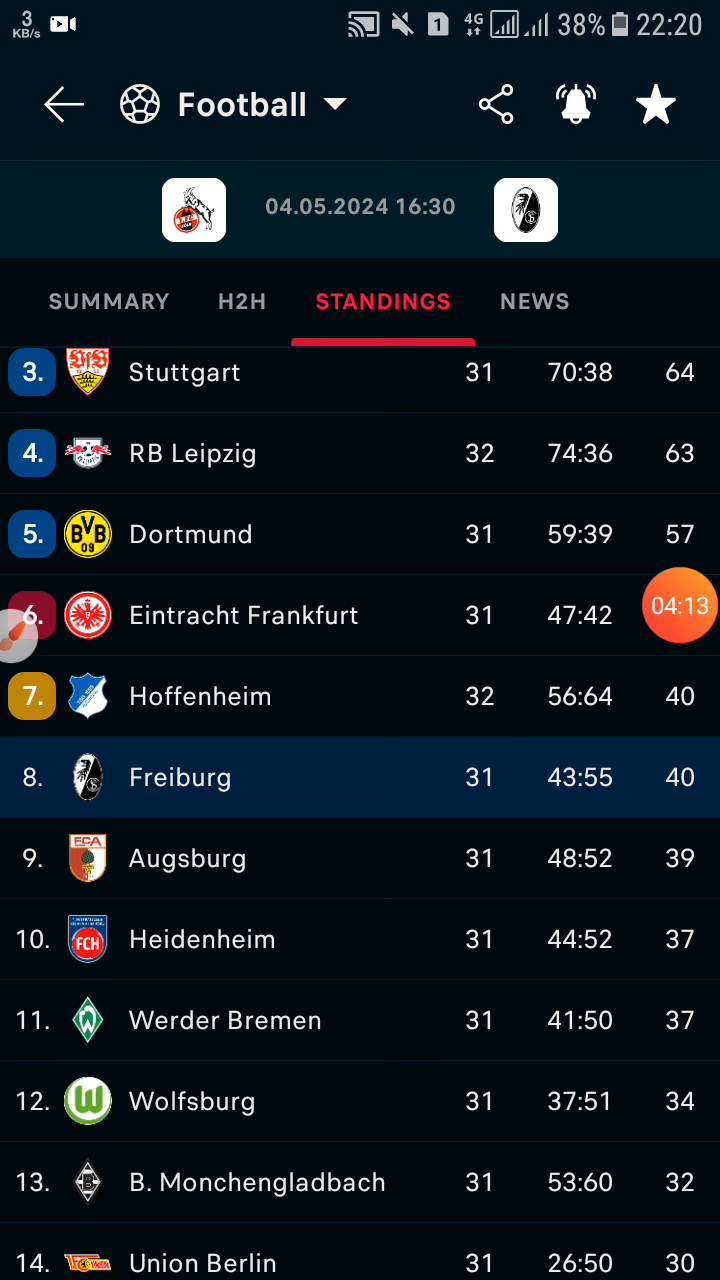 3 KB/s 1 4G 38% 22:20
Football
04.05.2024 16:30
SUMMARY H2H STANDINGS NEWS
3. Stuttgart 31 70:38 64
4. RB Leipzig 32 74:36 63
5. BVB 09 Dortmund 31 59:39 57
6. Eintracht Frankfurt 31 47:42 04:13
7. Hoffenheim 32 56:64 40
8. Freiburg 31 43:55 40
9. FCA Augsburg 31 48:52 39
10. FCH Heidenheim 31 44:52 37
11. Werder Bremen 31 41:50 37
12. Wolfsburg 31 37:51 34
13. B. Monchengladbach 31 53:60 32
14. Union Berlin 31 26:50 30